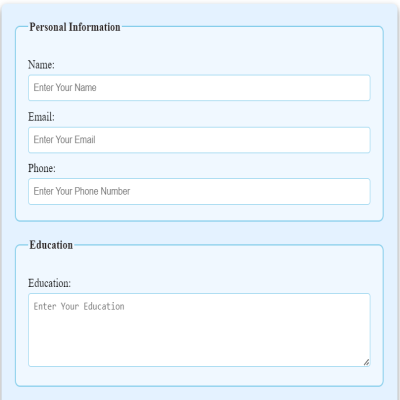 Personal Information
Name:
Enter Your Name
Email:
Enter Your Email
Phone:
Enter Your Phone Number
Education
Education:
Enter Your Education